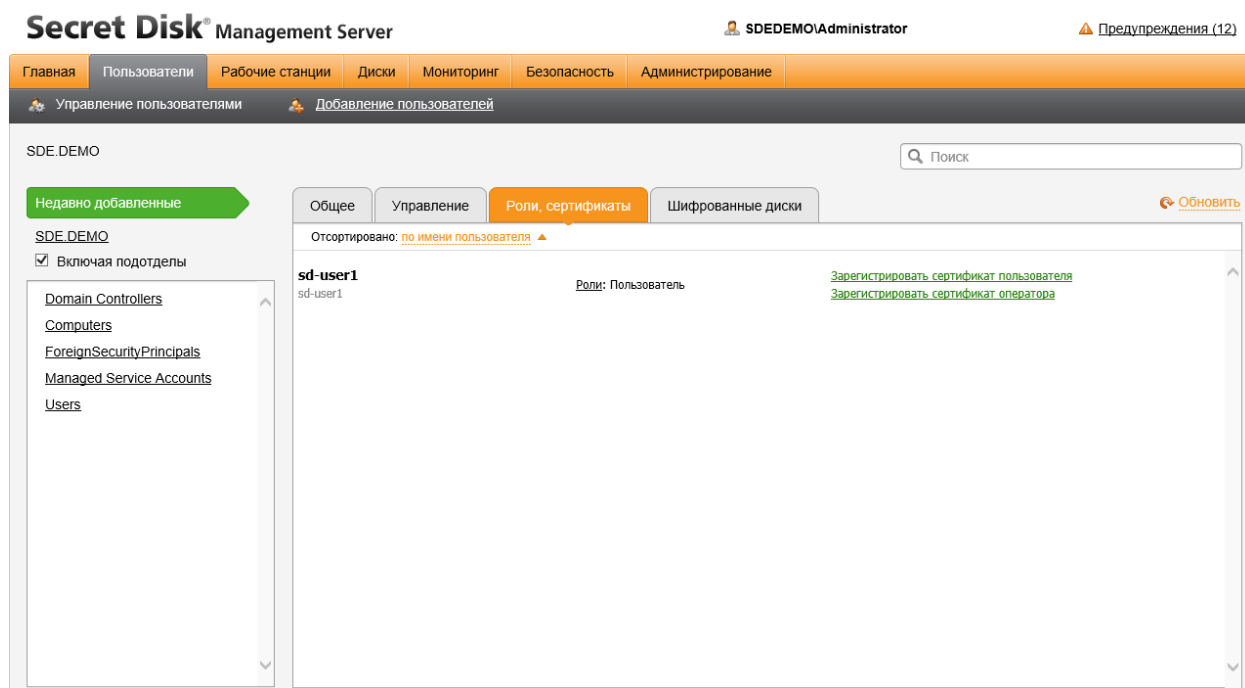 Secret Disk® Management Server
SDEDEMO\Administrator
Предупреждения (12)
Главная Пользователи Рабочие станции Диски Мониторинг Безопасность Администрирование
Управление пользователями Добавление пользователей
SDE.DEMO
Поиск
Недавно добавленные
Общее Управление Роли, сертификаты Шифрованные диски
Обновить
SDE.DEMO
Отсортировано: по имени пользователя
Включая подотделы
sd-user1
sd-user1
Роли: Пользователь
Зарегистрировать сертификат пользователя
Зарегистрировать сертификат оператора
Domain Controllers
Computers
ForeignSecurityPrincipals
Managed Service Accounts
Users